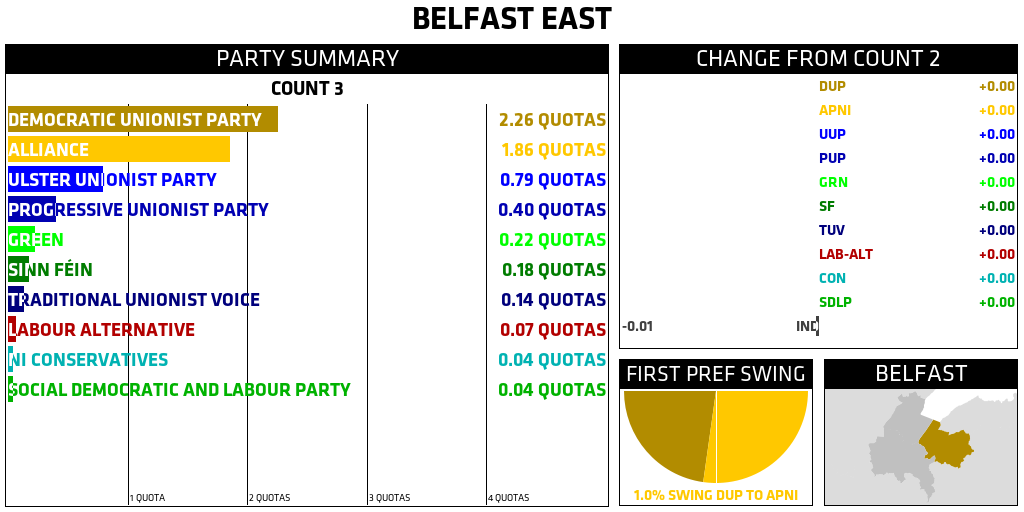 BELFAST EAST
PARTY SUMMARY
COUNT 3
DEMOCRATIC UNIONIST PARTY 2.26 QUOTAS
ALLIANCE 1.86 QUOTAS
ULSTER UNIONIST PARTY 0.79 QUOTAS
PROGRESSIVE UNIONIST PARTY 0.40 QUOTAS
GREEN 0.22 QUOTAS
SINN FÉIN 0.18 QUOTAS
TRADITIONAL UNIONIST VOICE 0.14 QUOTAS
LABOUR ALTERNATIVE 0.07 QUOTAS
NI CONSERVATIVES 0.04 QUOTAS
SOCIAL DEMOCRATIC AND LABOUR PARTY 0.04 QUOTAS
1 QUOTA 2 QUOTAS 3 QUOTAS 4 QUOTAS
CHANGE FROM COUNT 2
DUP +0.00
APNI +0.00
UUP +0.00
PUP +0.00
GRN +0.00
SF +0.00
TUV +0.00
LAB-ALT +0.00
CON +0.00
SDLP +0.00
-0.01 IND
FIRST PREF SWING
1.0% SWING DUP TO APNI
BELFAST